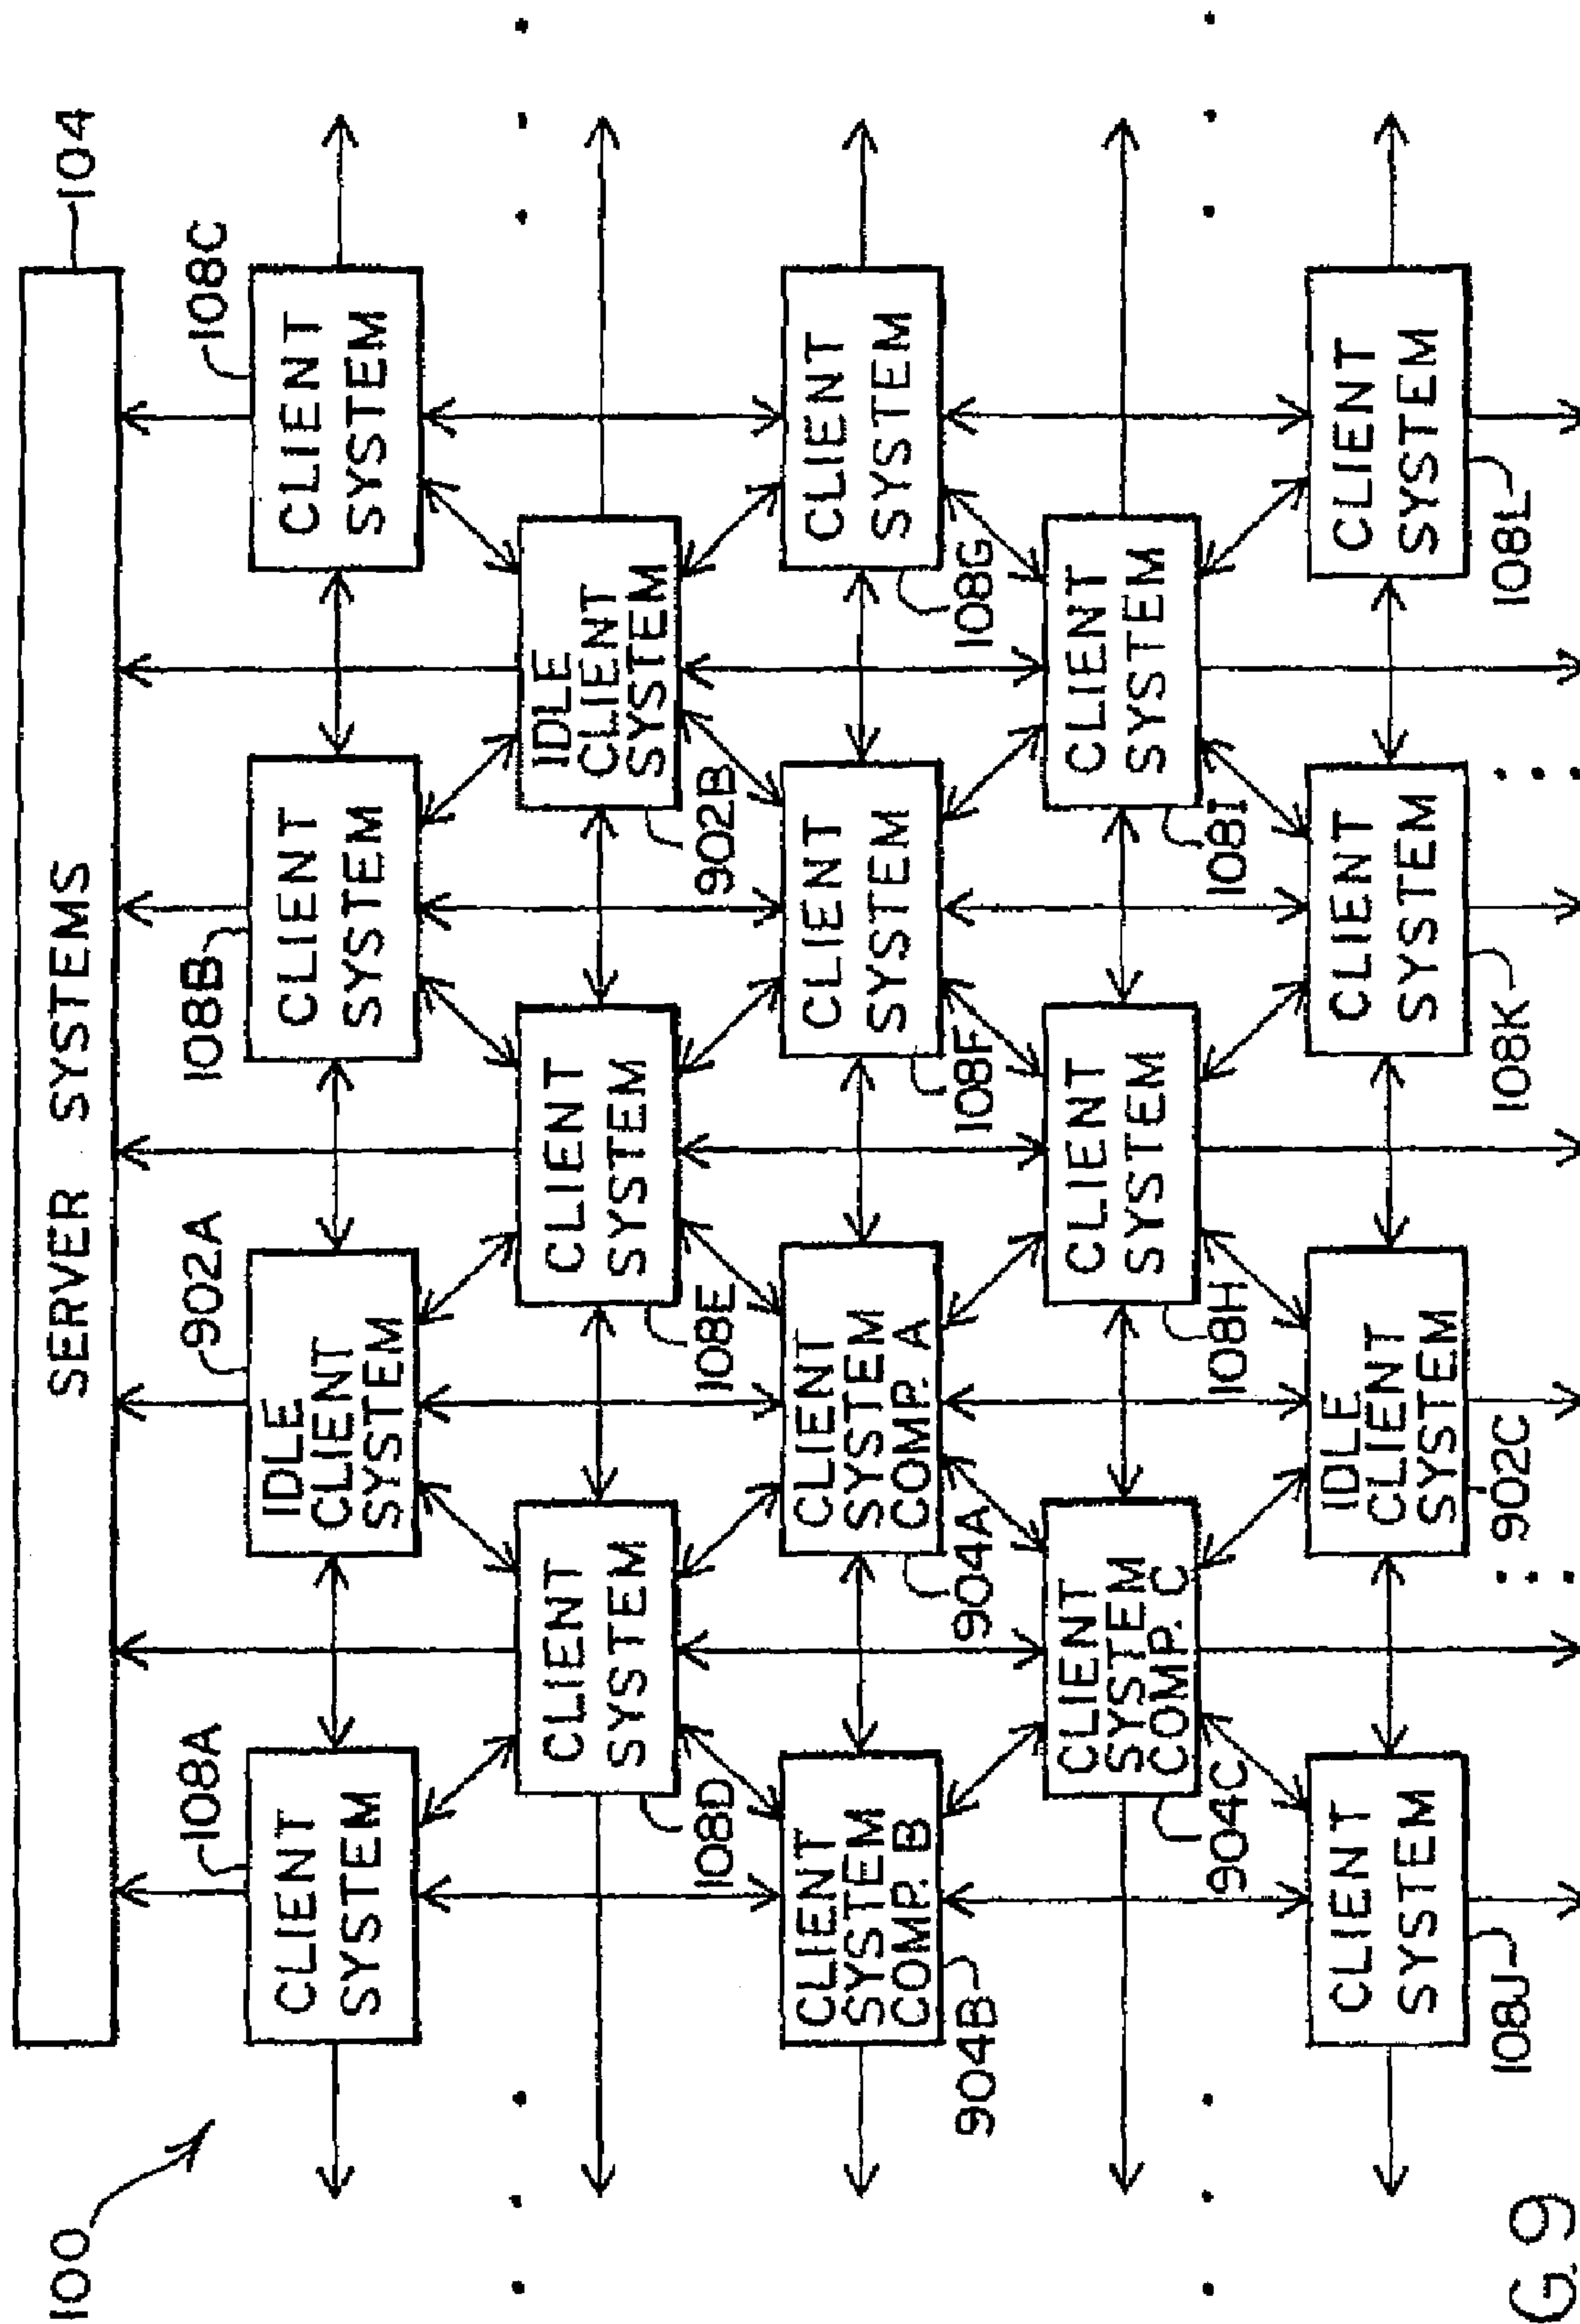 100
104
SERVER SYSTEMS
108A
902A
108B
108C
CLIENT
SYSTEM
IDLE
CLIENT
SYSTEM
CLIENT
SYSTEM
CLIENT
SYSTEM
CLIENT
SYSTEM
CLIENT
SYSTEM
IDLE
CLIENT
SYSTEM
108D
108E
902B
CLIENT
SYSTEM
COMP. B
CLIENT
SYSTEM
COMP. A
CLIENT
SYSTEM
CLIENT
SYSTEM
904B
904A
108F
108G
CLIENT
SYSTEM
COMP. C
CLIENT
SYSTEM
CLIENT
SYSTEM
904C
108H
108I
CLIENT
SYSTEM
IDLE
CLIENT
SYSTEM
CLIENT
SYSTEM
CLIENT
SYSTEM
108J
902C
108K
108L
G. 9